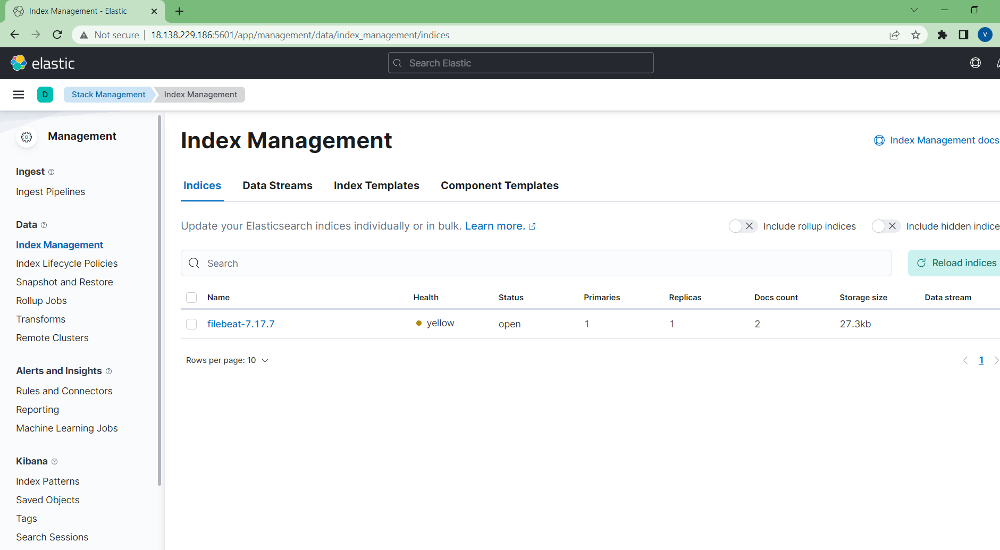 Index Management - Elastic
Not secure | 18.138.229.186:5601/app/management/data/index_management/indices
V
elastic
Search Elastic
D
Stack Management
Index Management
Management
Ingest
Ingest Pipelines
Data
Index Management
Index Lifecycle Policies
Snapshot and Restore
Rollup Jobs
Transforms
Remote Clusters
Alerts and Insights
Rules and Connectors
Reporting
Machine Learning Jobs
Kibana
Index Patterns
Saved Objects
Tags
Search Sessions
Index Management
Index Management docs
Indices Data Streams Index Templates Component Templates
Update your Elasticsearch indices individually or in bulk. Learn more.
Include rollup indices
Include hidden indice
Search
Reload indices
Name Health Status Primaries Replicas Docs count Storage size Data stream
filebeat-7.17.7 yellow open 1 1 2 27.3kb
Rows per page: 10
1